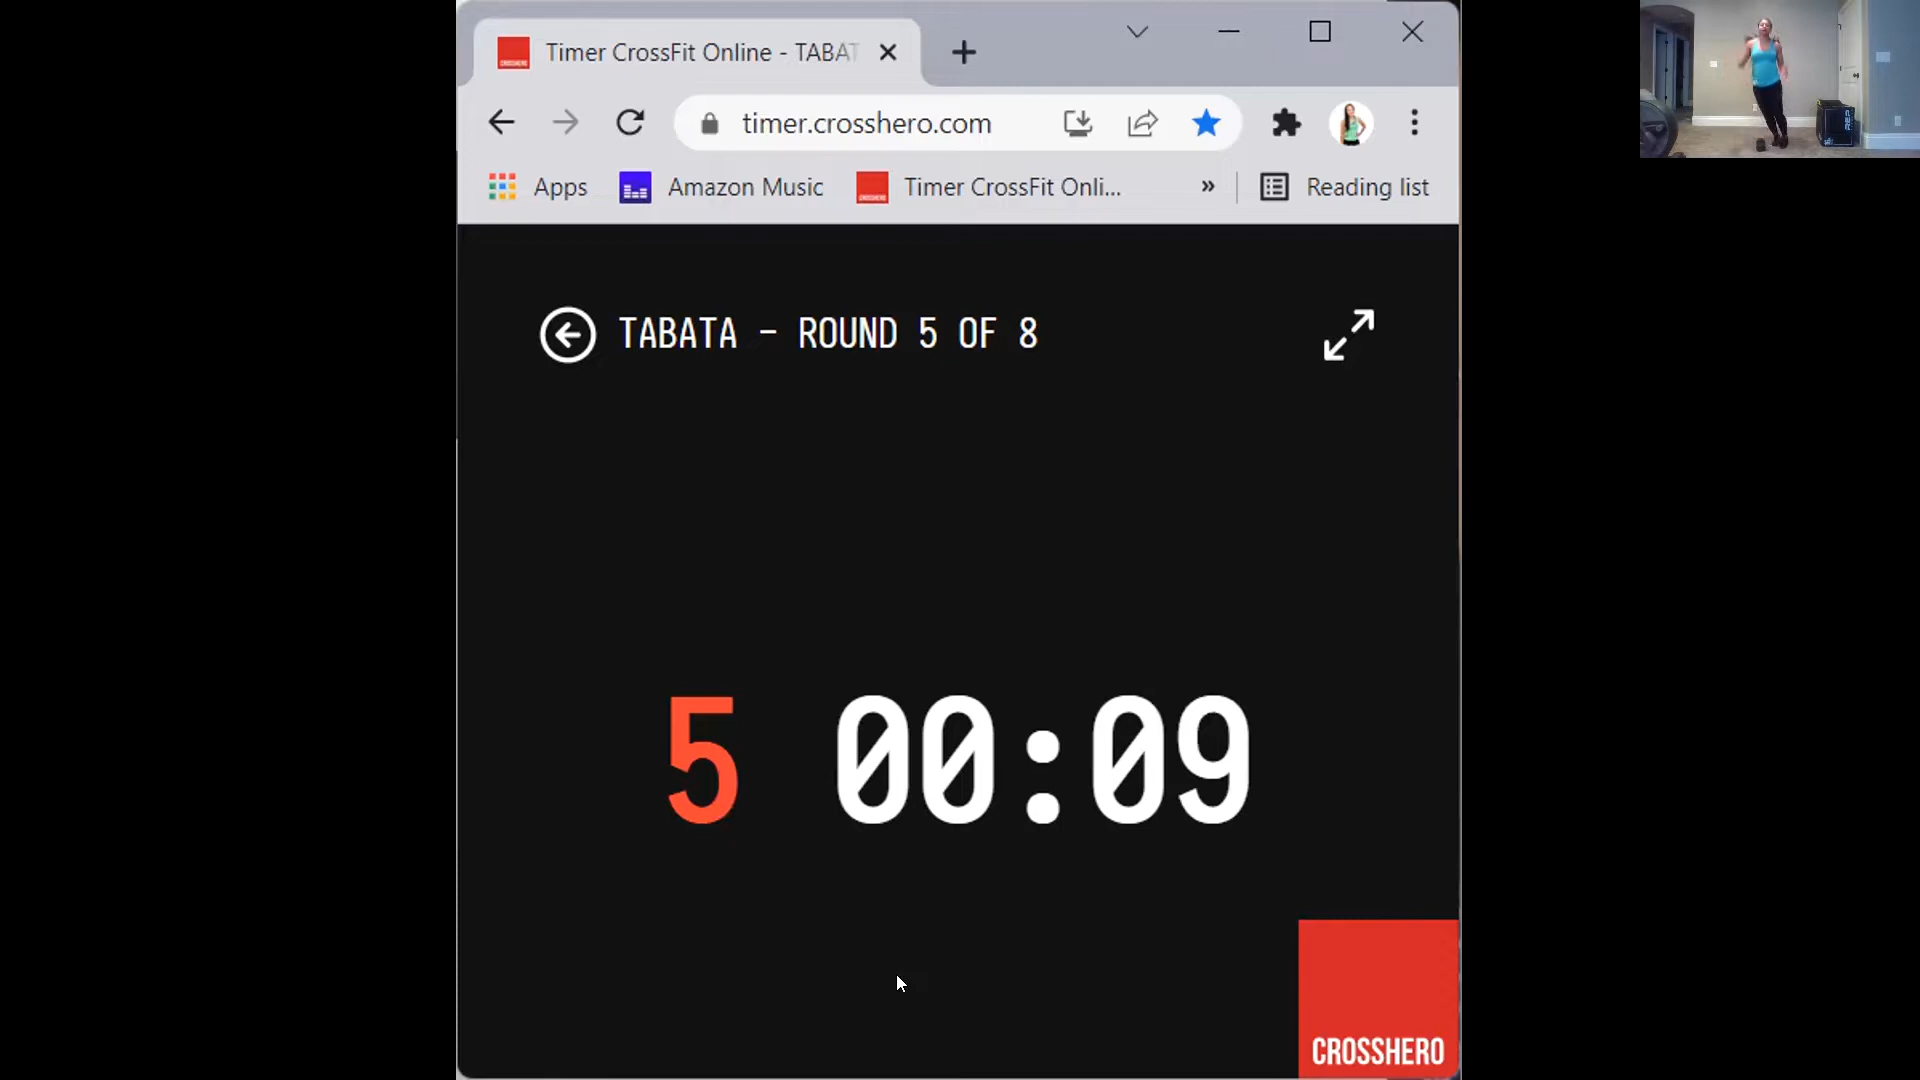 Timer CrossFit Online - TABAT
timer.crosshero.com
Apps
Amazon Music
Timer CrossFit Onli...
»
Reading list
TABATA - ROUND 5 OF 8
5 00:09
CROSSHERO